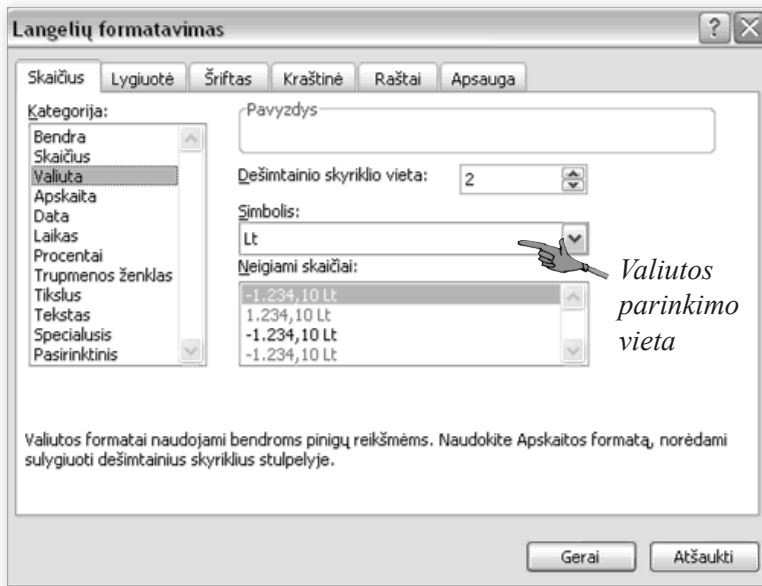 Langelių formatavimas
Skaičius Lygiuotė Šriftas Kraštinė Raštai Apsauga
Kategorija:
Bendra
Skaičius
Valiuta
Apskaita
Data
Laikas
Procentai
Trupmenos ženklas
Tikslus
Tekstas
Specialusis
Pasirinktinis
Pavyzdys
Dešimtainio skyriklio vieta: 2
Simbolis:
Lt
Neigiami skaičiai:
-1.234,10 Lt
1.234,10 Lt
-1.234,10 Lt
-1.234,10 Lt
Valiutos
parinkimo
vieta
Valiutos formatai naudojami bendroms pinigų reikšmėms. Naudokite Apskaitos formatą, norėdami
sulygiuoti dešimtainius skyriklius stulpelyje.
Gerai Atšaukti